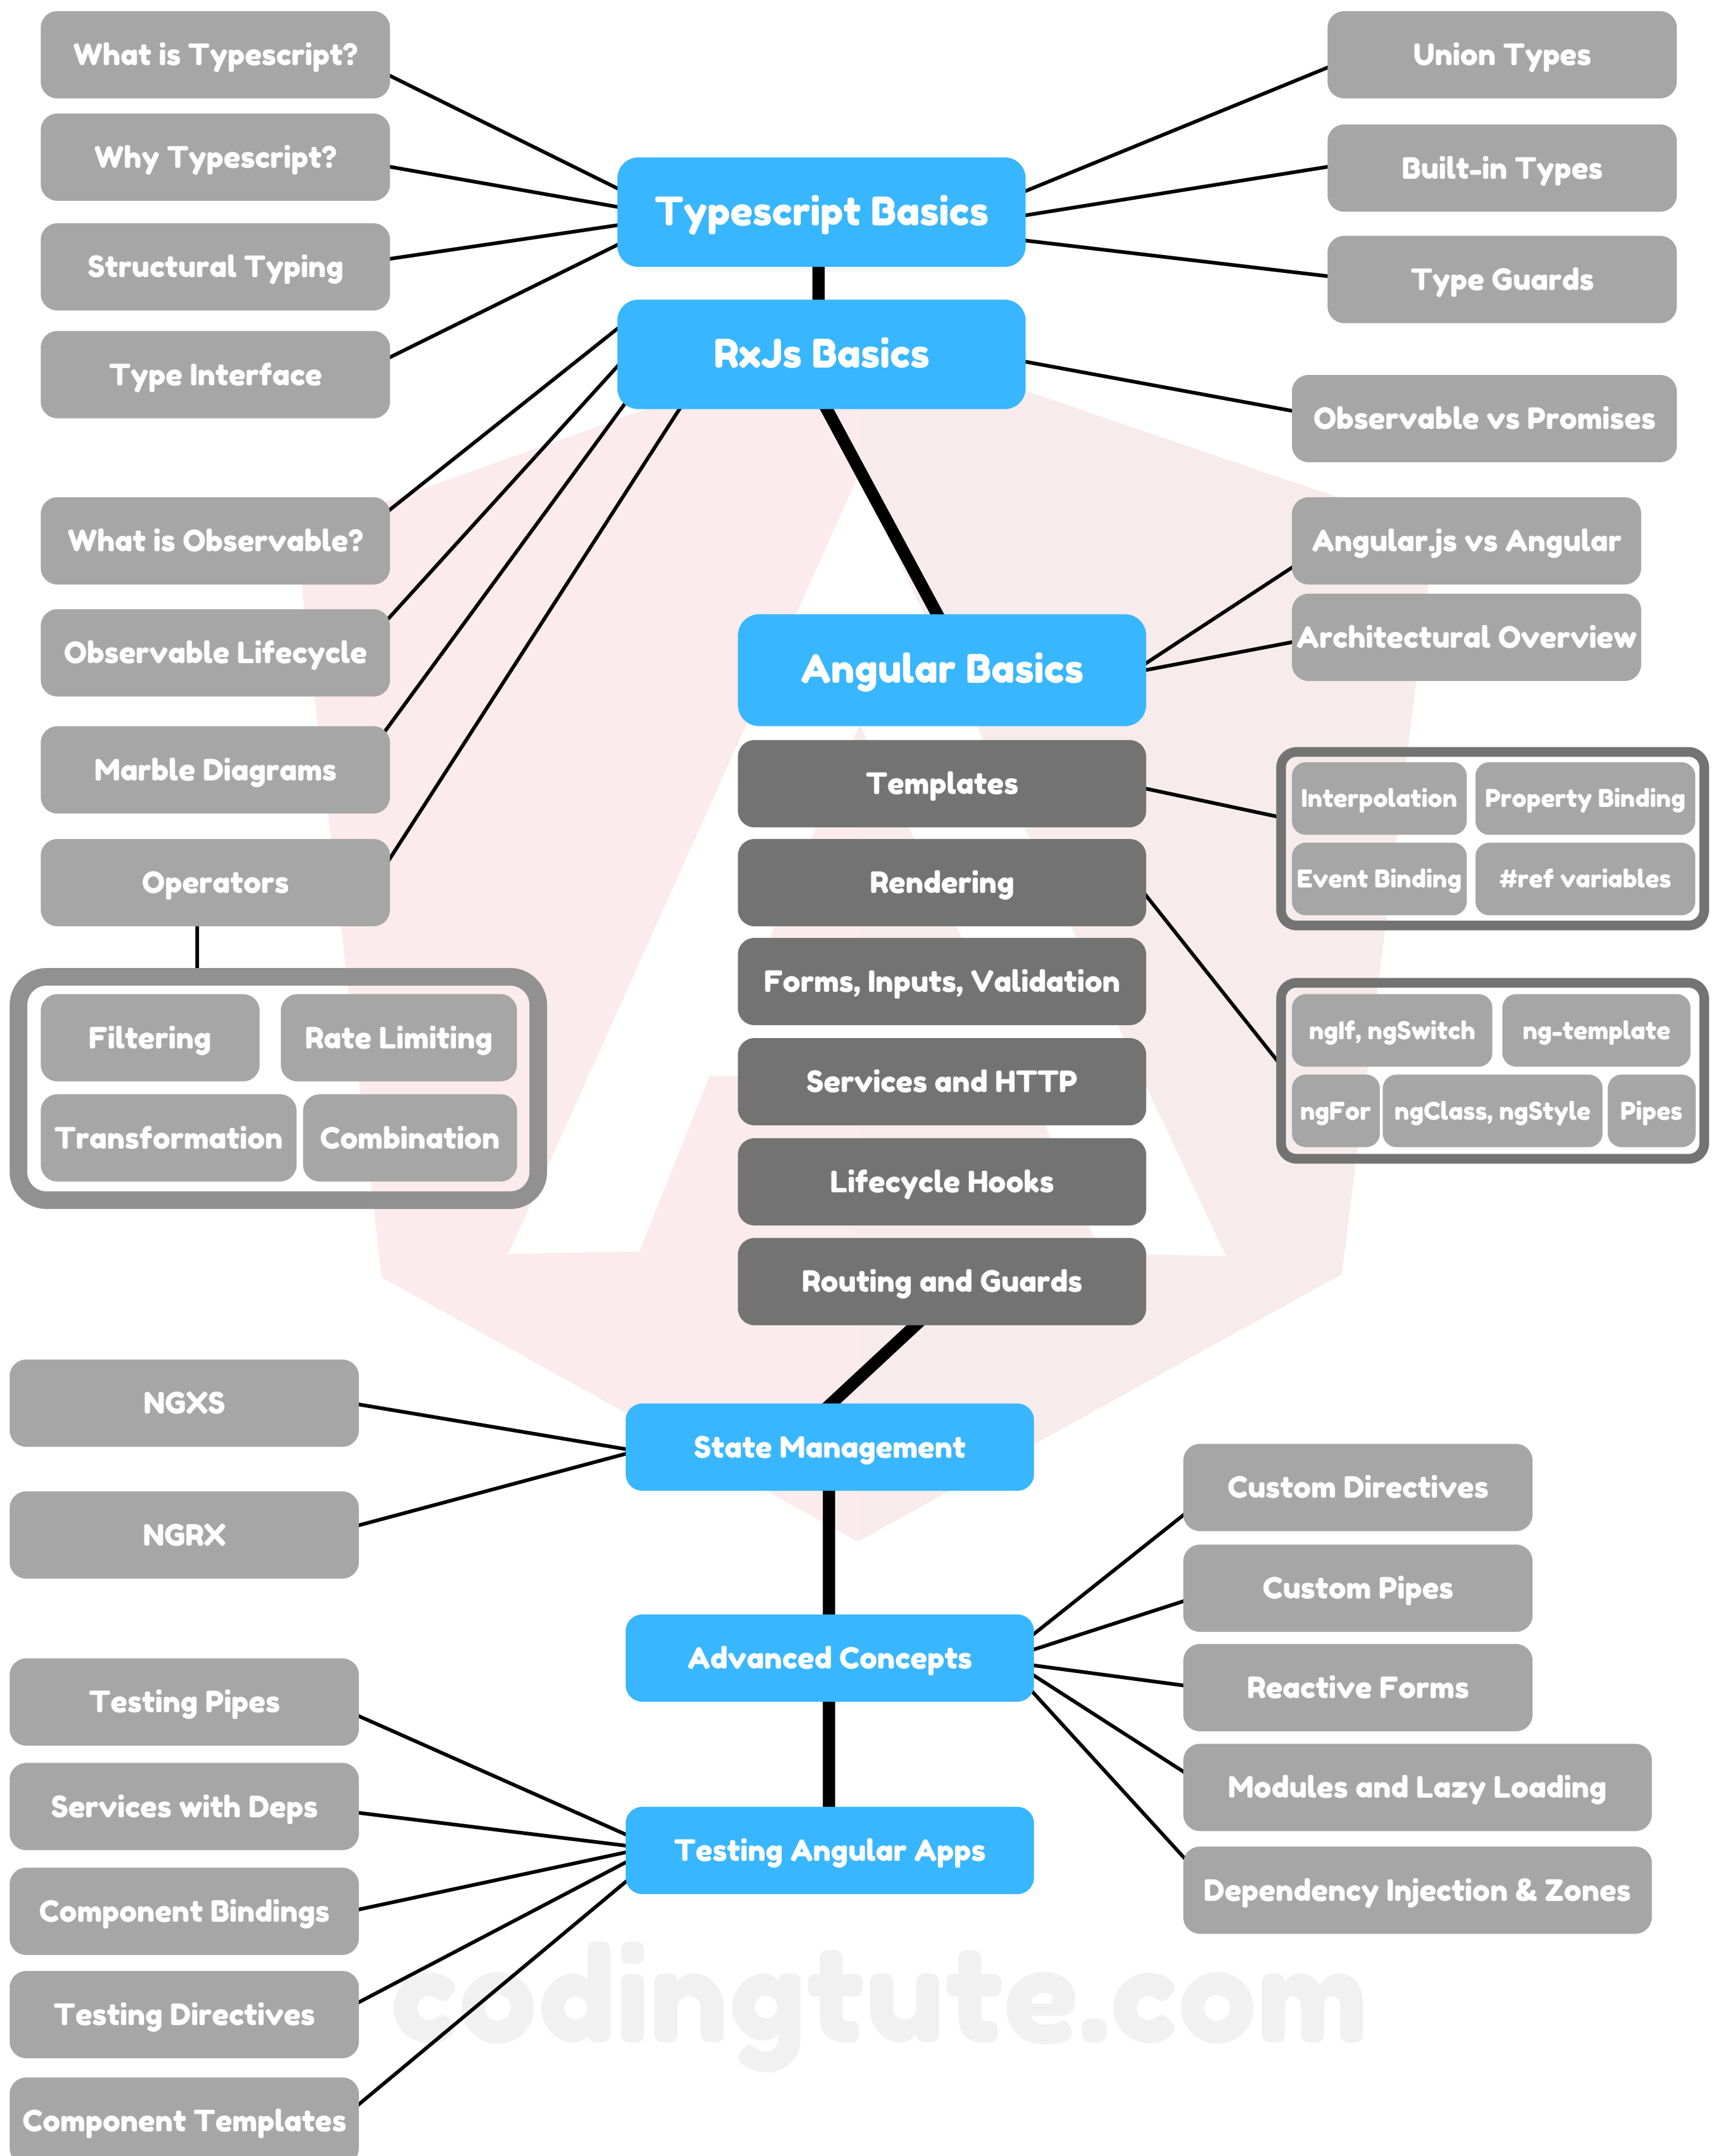 What is Typescript?
Why Typescript?
Structural Typing
Type Interface
Typescript Basics
Union Types
Built-in Types
Type Guards
RxJs Basics
Observable vs Promises
What is Observable?
Observable Lifecycle
Marble Diagrams
Operators
Filtering
Rate Limiting
Transformation
Combination
Angular Basics
Angular.js vs Angular
Architectural Overview
Templates
Interpolation
Property Binding
Event Binding
#ref variables
Rendering
ngIf, ngSwitch
ng-template
ngFor
ngClass, ngStyle
Pipes
Forms, Inputs, Validation
Services and HTTP
Lifecycle Hooks
Routing and Guards
State Management
NGXS
NGRX
Advanced Concepts
Custom Directives
Custom Pipes
Reactive Forms
Modules and Lazy Loading
Dependency Injection & Zones
Testing Angular Apps
Testing Pipes
Services with Deps
Component Bindings
Testing Directives
Component Templates
codingtute.com